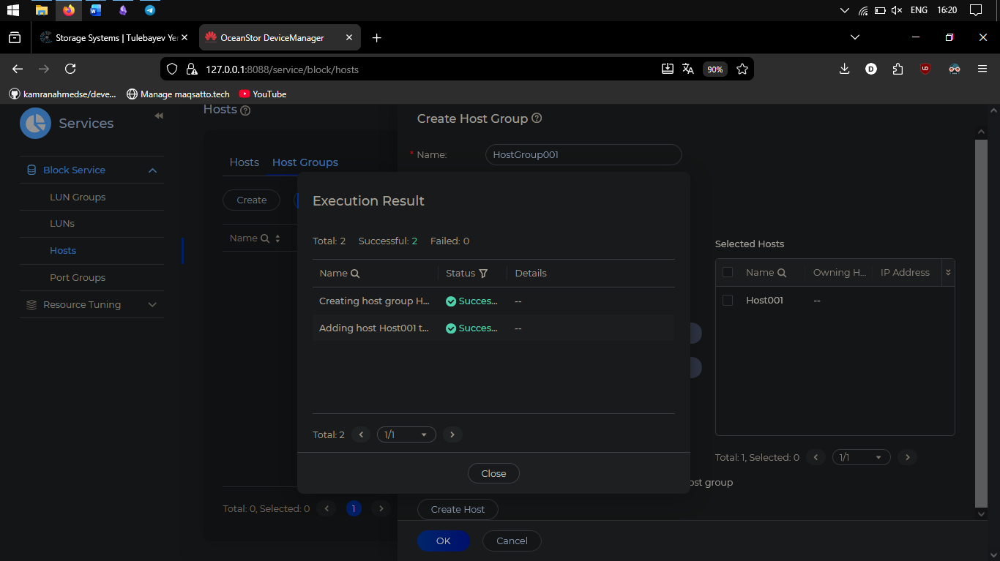 ENG 16:20
Storage Systems | Tulebayev Ye
OceanStor DeviceManager
127.0.0.1:8088/service/block/hosts
90%
kamranahmedse/deve...
Manage maqsatto.tech
YouTube
Services
Block Service
LUN Groups
LUNs
Hosts
Port Groups
Resource Tuning
Hosts
Hosts
Host Groups
Create
Name
Total: 0, Selected: 0
1
Create Host Group
* Name:
HostGroup001
Execution Result
Total: 2 Successful: 2 Failed: 0
Name Status Details
Creating host group H... Succes... --
Adding host Host001 t... Succes... --
Total: 2
1/1
Close
Selected Hosts
Name Owning H... IP Address
Host001 --
Total: 1, Selected: 0
1/1
ost group
Create Host
OK
Cancel